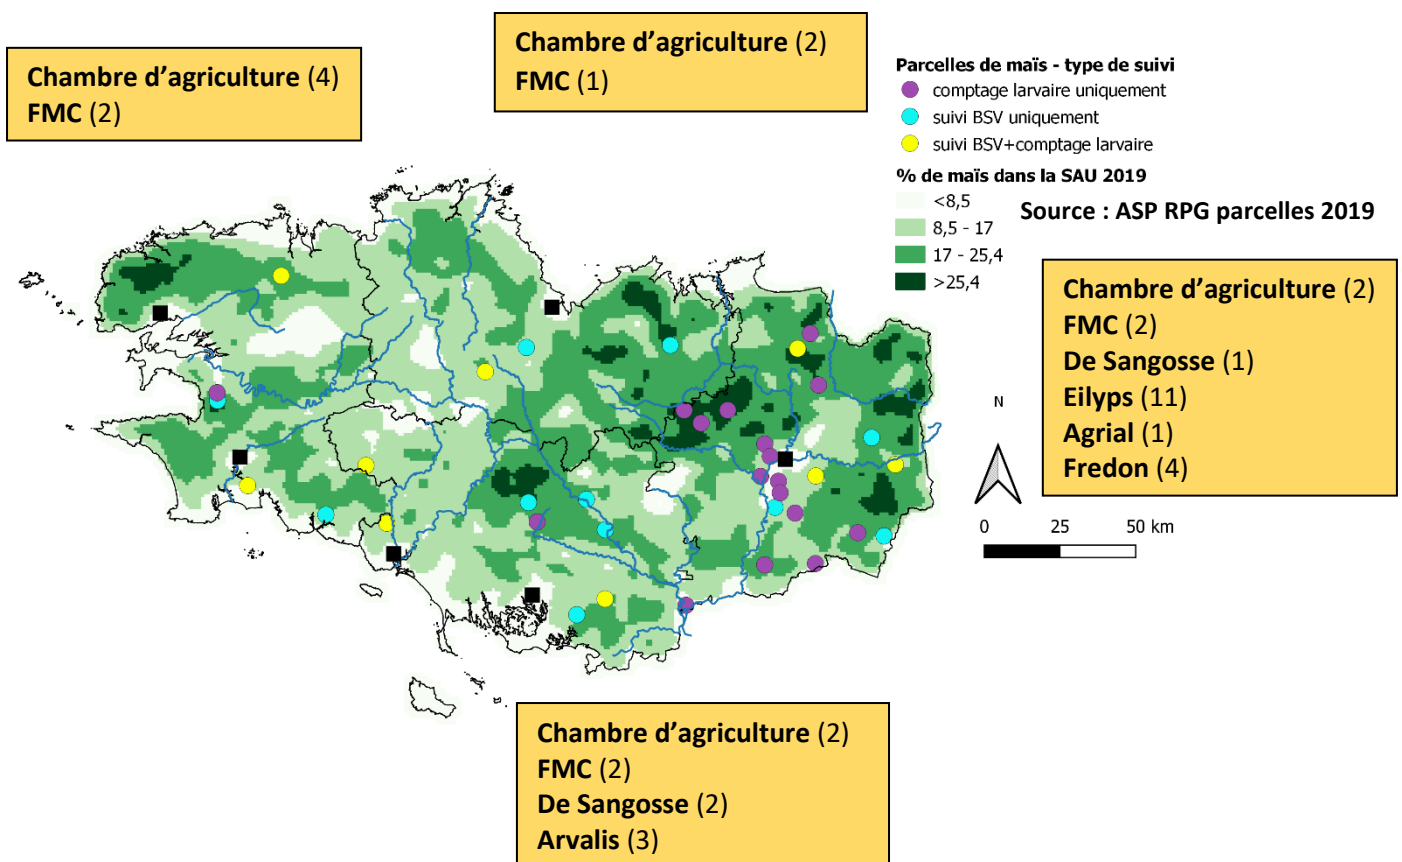 Chambre d'agriculture (4)
FMC (2)
Chambre d'agriculture (2)
FMC (1)
Parcelles de maïs - type de suivi
comptage larvaire uniquement
suivi BSV uniquement
suivi BSV+comptage larvaire
% de maïs dans la SAU 2019
<8,5
8,5 - 17
17 - 25,4
>25,4
Source : ASP RPG parcelles 2019
Chambre d'agriculture (2)
FMC (2)
De Sangosse (1)
Eilyps (11)
Agrial (1)
Fredon (4)
N
0 25 50 km
Chambre d'agriculture (2)
FMC (2)
De Sangosse (2)
Arvalis (3)